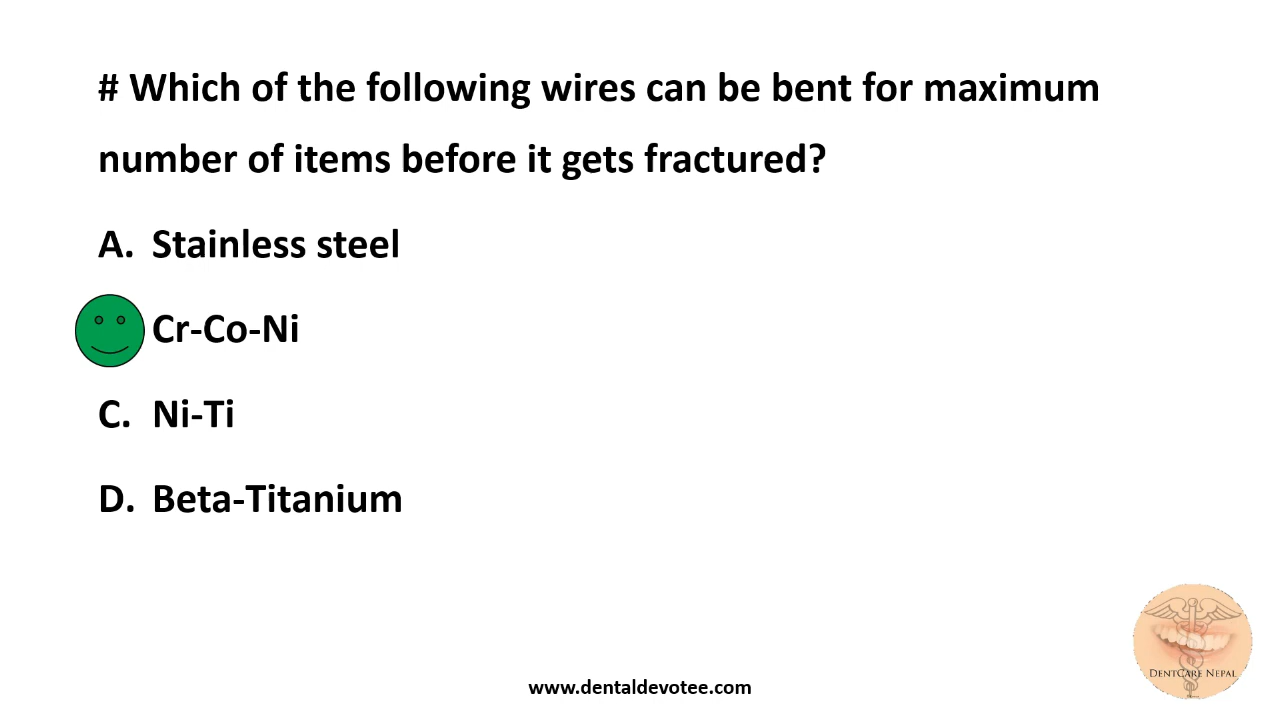 # Which of the following wires can be bent for maximum
number of items before it gets fractured?
A. Stainless steel
Cr-Co-Ni
C. Ni-Ti
D. Beta-Titanium
DentCare Nepal
www.dentaldevotee.com